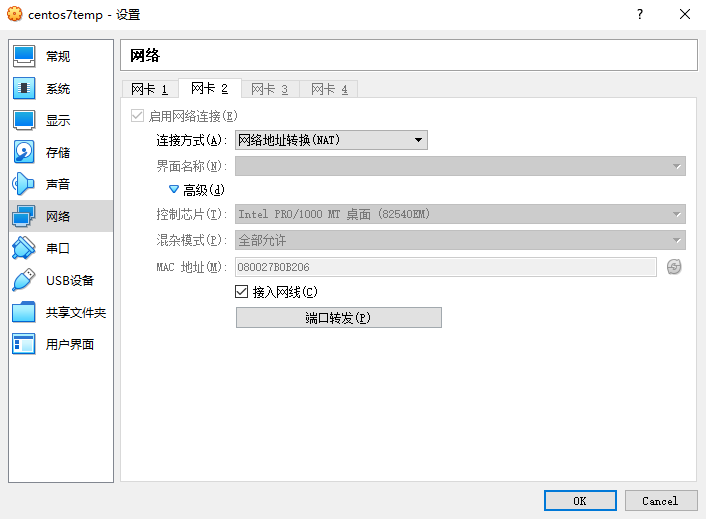 centos7temp - 设置
常规
系统
显示
存储
声音
网络
串口
USB设备
共享文件夹
用户界面
网络
网卡 1 网卡 2 网卡 3 网卡 4
启用网络连接(E)
连接方式(A): 网络地址转换(NAT)
界面名称(N):
高级(d)
控制芯片(T): Intel PRO/1000 MT 桌面 (82540EM)
混杂模式(P): 全部允许
MAC 地址(M): 080027B0B206
接入网线(C)
端口转发(P)
OK Cancel